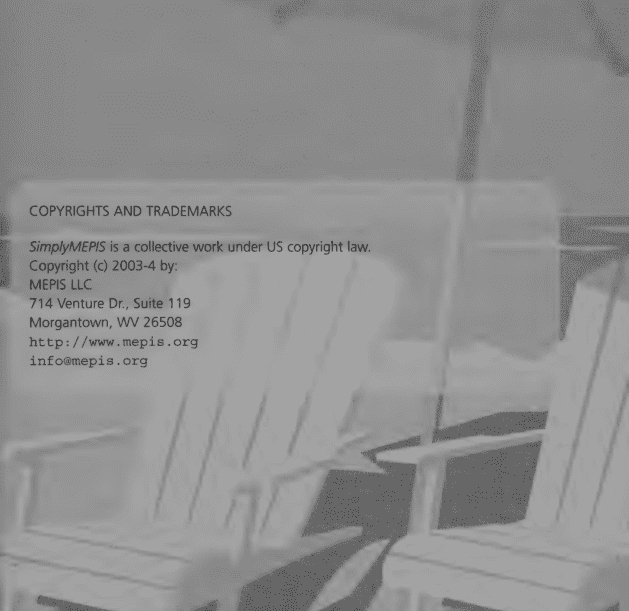 COPYRIGHTS AND TRADEMARKS
SimplyMEPIS is a collective work under US copyright law.
Copyright (c) 2003-4 by:
MEPIS LLC
714 Venture Dr., Suite 119
Morgantown, WV 26508
http://www.mepis.org
info@mepis.org